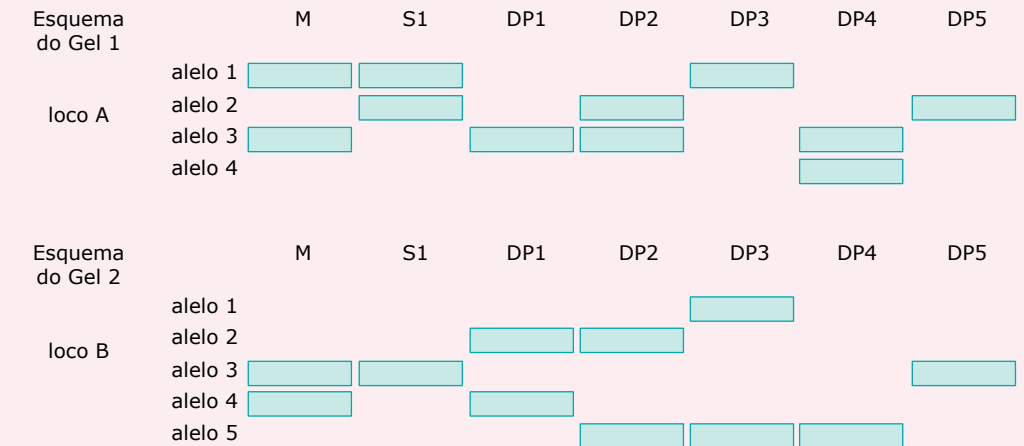 Esquema do Gel 1
M S1 DP1 DP2 DP3 DP4 DP5
alelo 1
loco A
alelo 2
alelo 3
alelo 4
Esquema do Gel 2
M S1 DP1 DP2 DP3 DP4 DP5
alelo 1
alelo 2
loco B
alelo 3
alelo 4
alelo 5